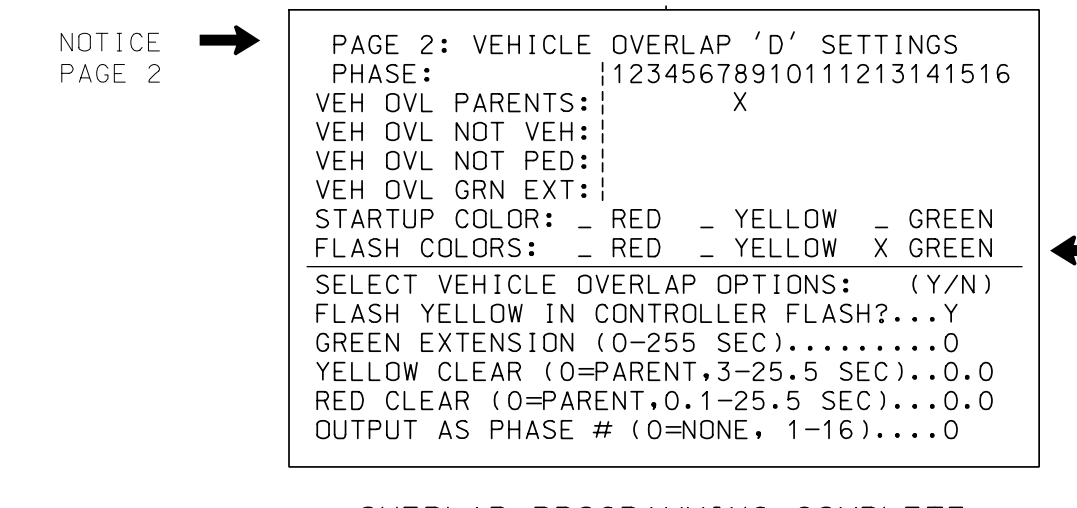 NOTICE
PAGE 2
PAGE 2: VEHICLE OVERLAP 'D' SETTINGS
PHASE: 12345678910111213141516
VEH OVL PARENTS: X
VEH OVL NOT VEH:
VEH OVL NOT PED:
VEH OVL GRN EXT:
STARTUP COLOR: _ RED _ YELLOW _ GREEN
FLASH COLORS: _ RED _ YELLOW X GREEN
SELECT VEHICLE OVERLAP OPTIONS: (Y/N)
FLASH YELLOW IN CONTROLLER FLASH?...Y
GREEN EXTENSION (0-255 SEC).........0
YELLOW CLEAR (0=PARENT,3-25.5 SEC)..0.0
RED CLEAR (0=PARENT,0.1-25.5 SEC)...0.0
OUTPUT AS PHASE # (0=NONE, 1-16)....0
OVERLAP PROGRAMMING COMPLETE